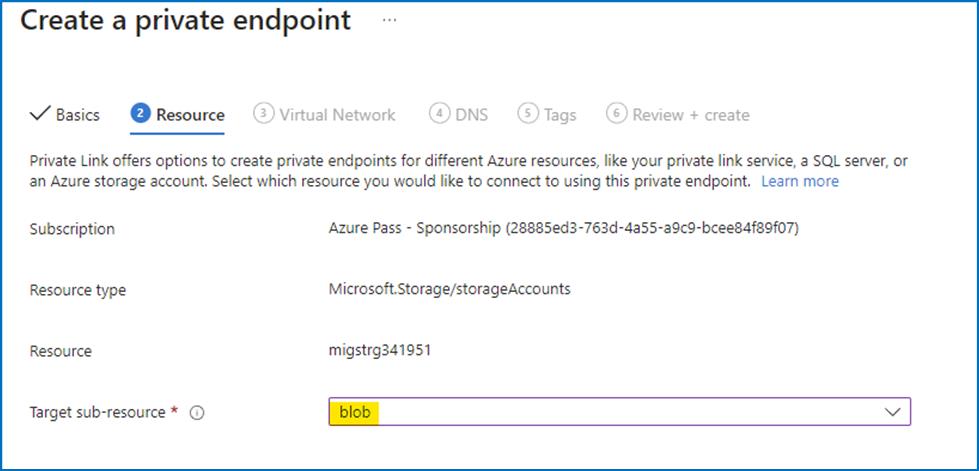 Create a private endpoint ...
Basics 2 Resource 3 Virtual Network 4 DNS 5 Tags 6 Review + create
Private Link offers options to create private endpoints for different Azure resources, like your private link service, a SQL server, or
an Azure storage account. Select which resource you would like to connect to using this private endpoint. Learn more
Subscription Azure Pass - Sponsorship (28885ed3-763d-4a55-a9c9-bcee84f89f07)
Resource type Microsoft.Storage/storageAccounts
Resource migstrg341951
Target sub-resource * blob